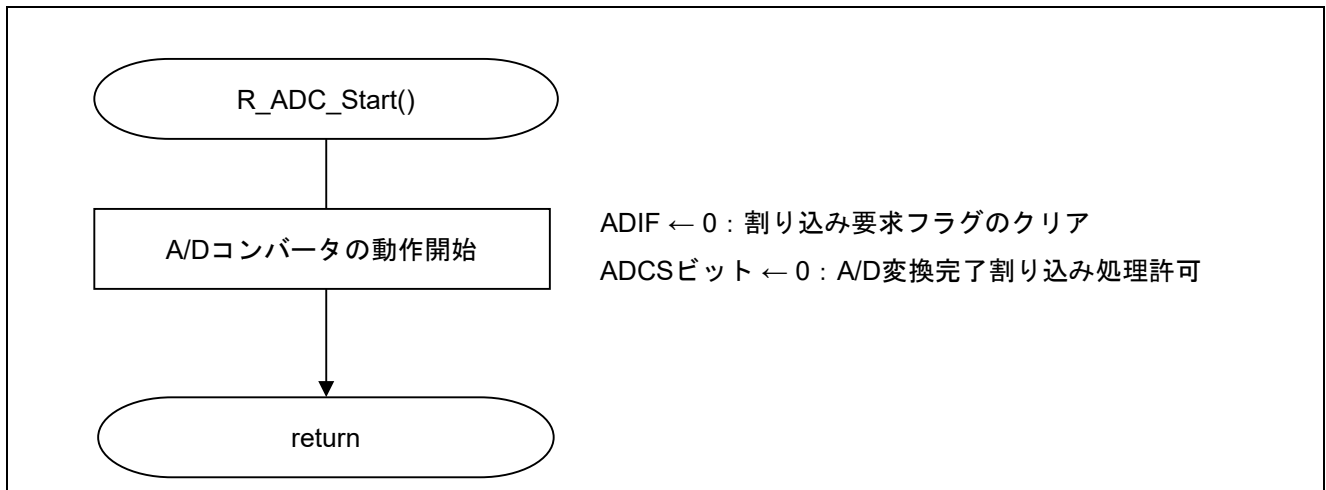 R_ADC_Start()
A/Dコンバータの動作開始
ADIF ← 0：割り込み要求フラグのクリア
ADCSビット ← 0：A/D変換完了割り込み処理許可
return